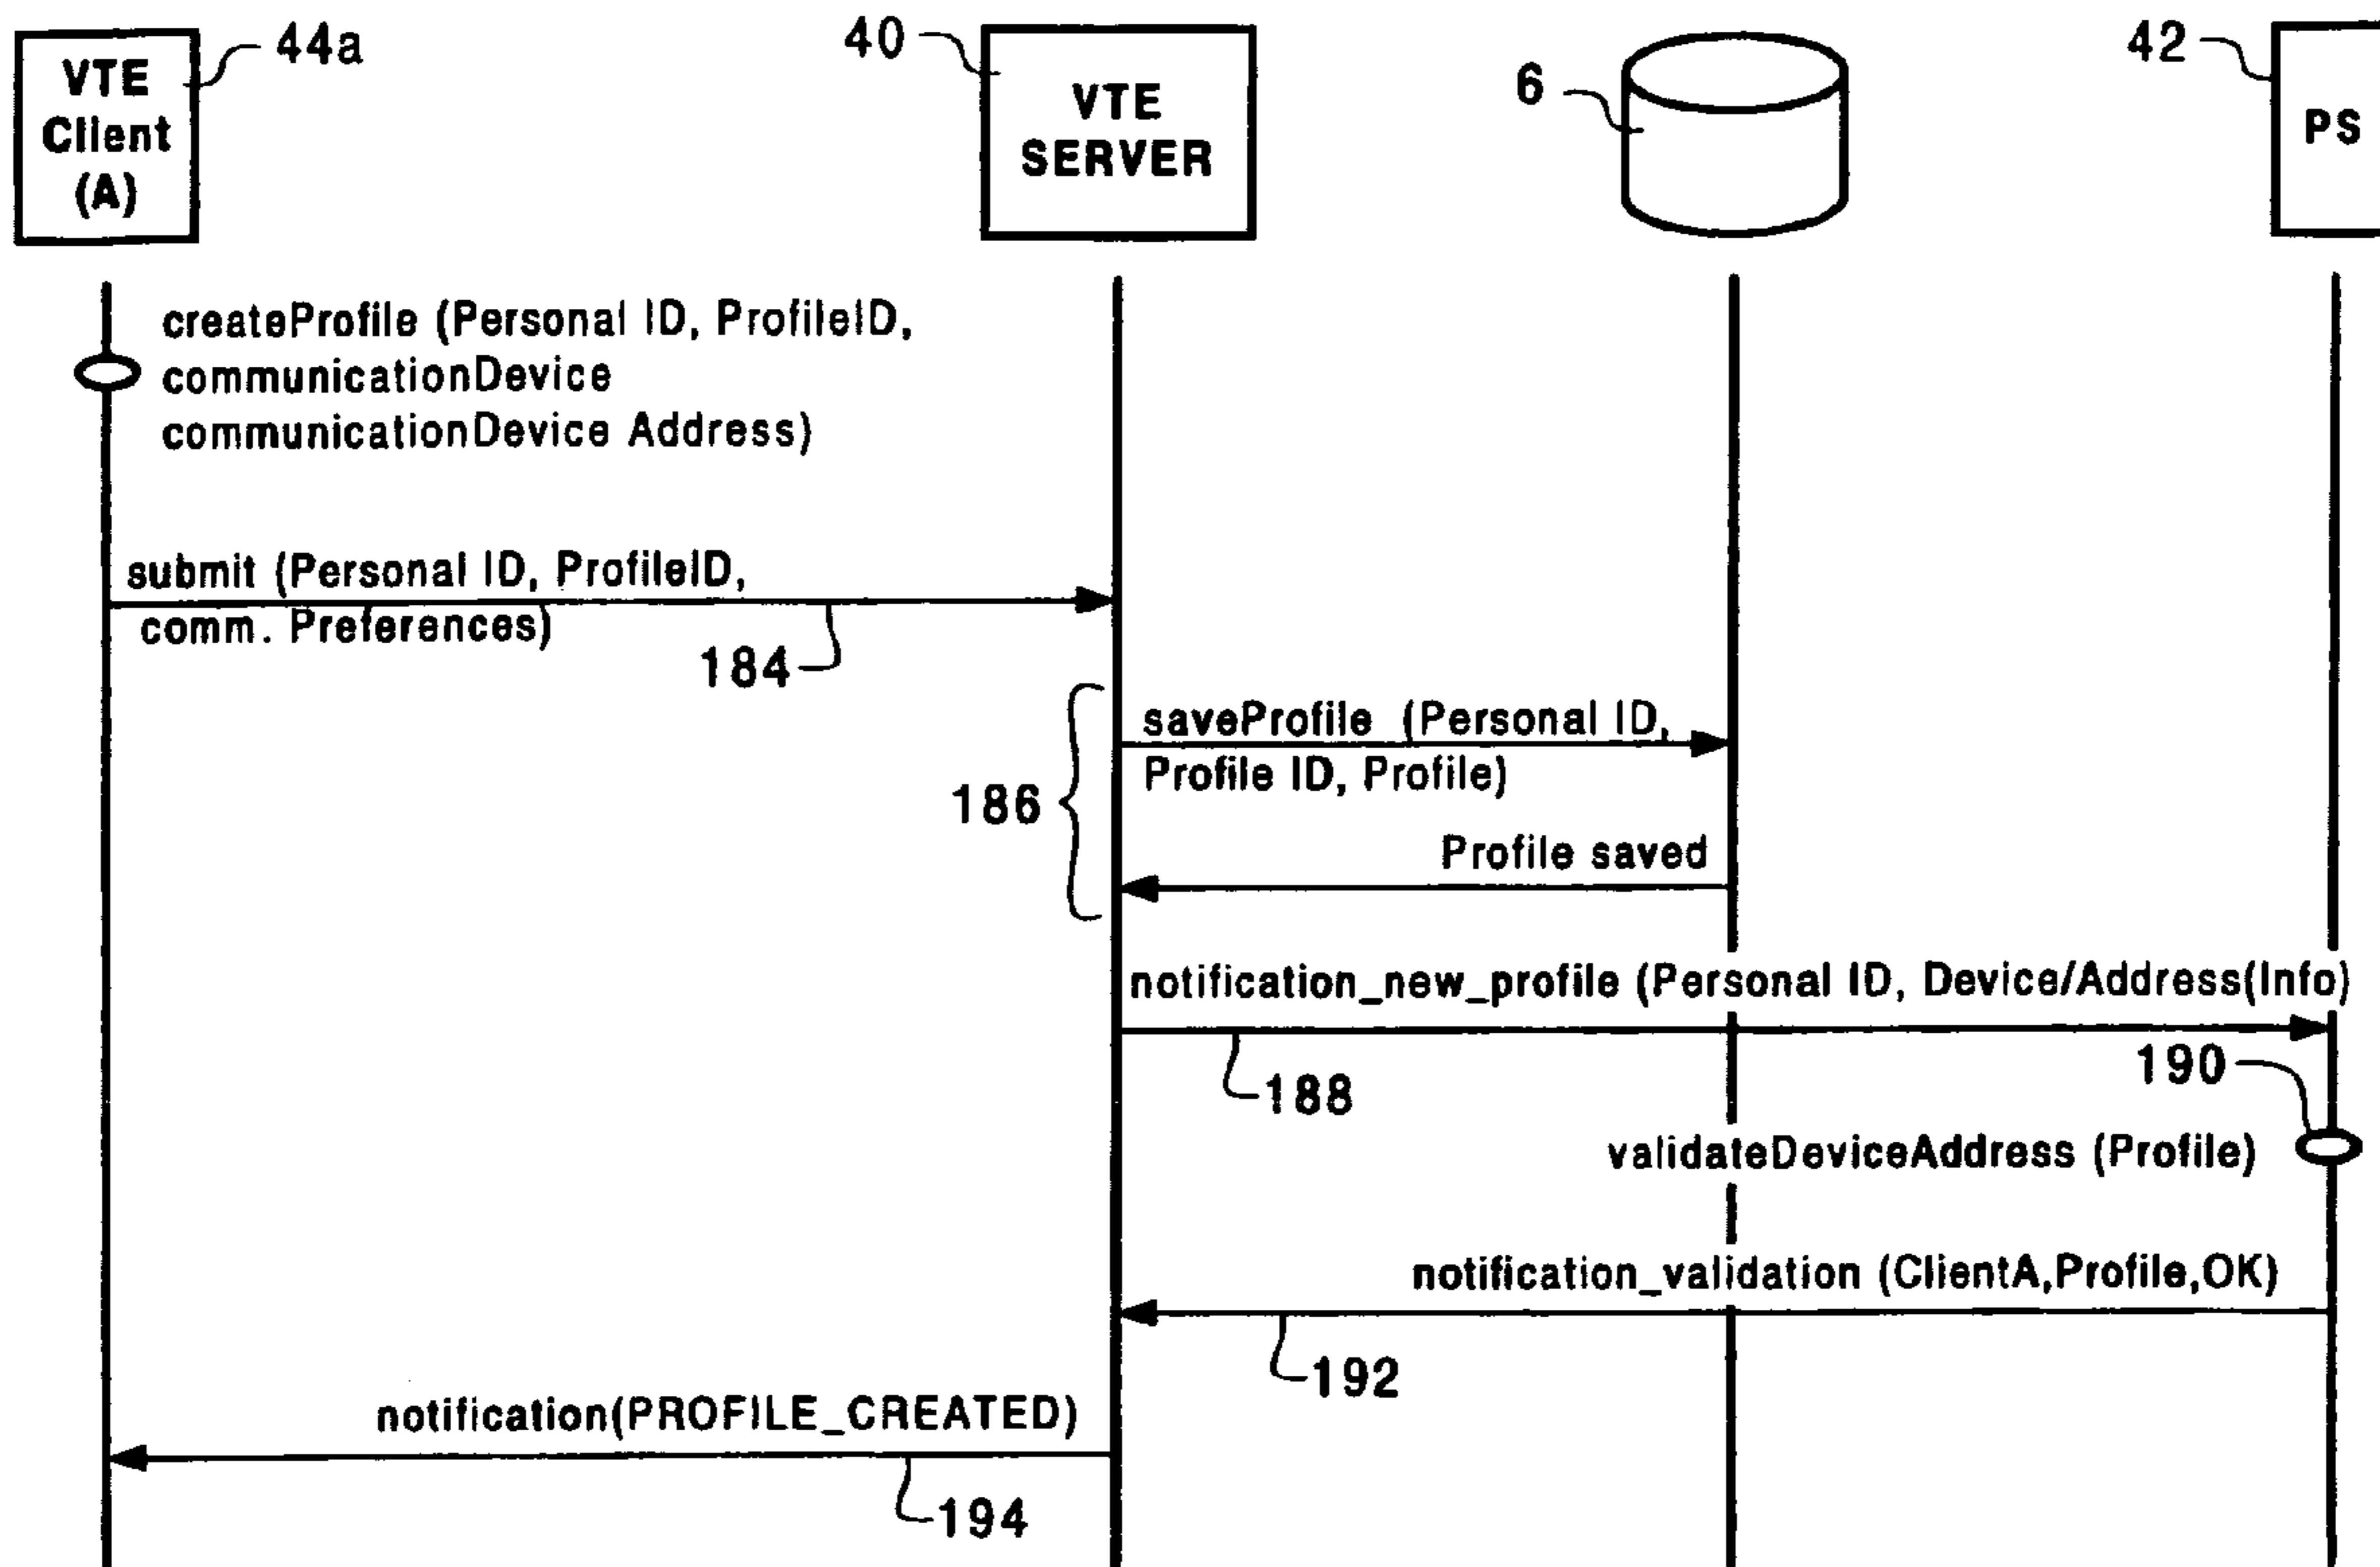 44a
VTE
Client
(A)
40
VTE
SERVER
6
42
PS
createProfile (Personal ID, ProfileID,
communicationDevice
communicationDevice Address)
submit (Personal ID, ProfileID,
comm. Preferences)
184
186
saveProfile (Personal ID,
Profile ID, Profile)
Profile saved
notification_new_profile (Personal ID, Device/Address(Info)
188
190
validateDeviceAddress (Profile)
notification_validation (ClientA,Profile,OK)
192
notification(PROFILE_CREATED)
194